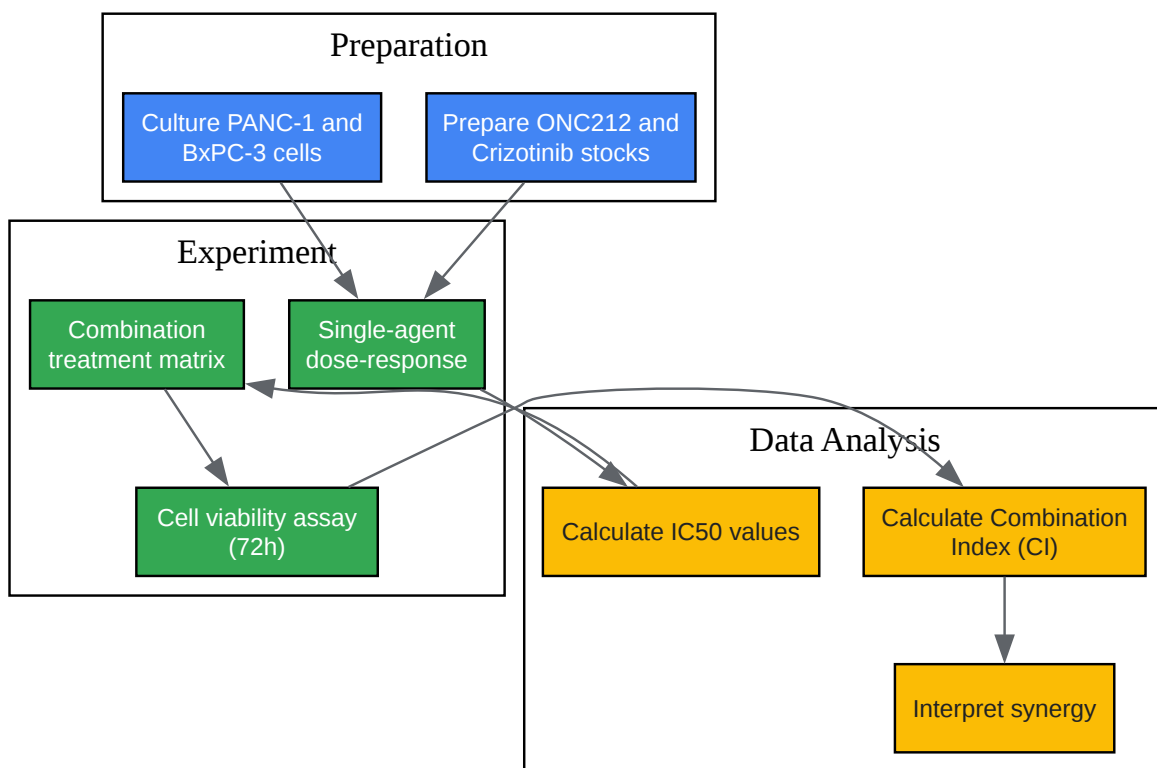 Preparation
Culture PANC-1 and
BxPC-3 cells
Prepare ONC212 and
Crizotinib stocks
Experiment
Combination
treatment matrix
Single-agent
dose-response
Cell viability assay
(72h)
Data Analysis
Calculate IC50 values
Calculate Combination
Index (CI)
Interpret synergy